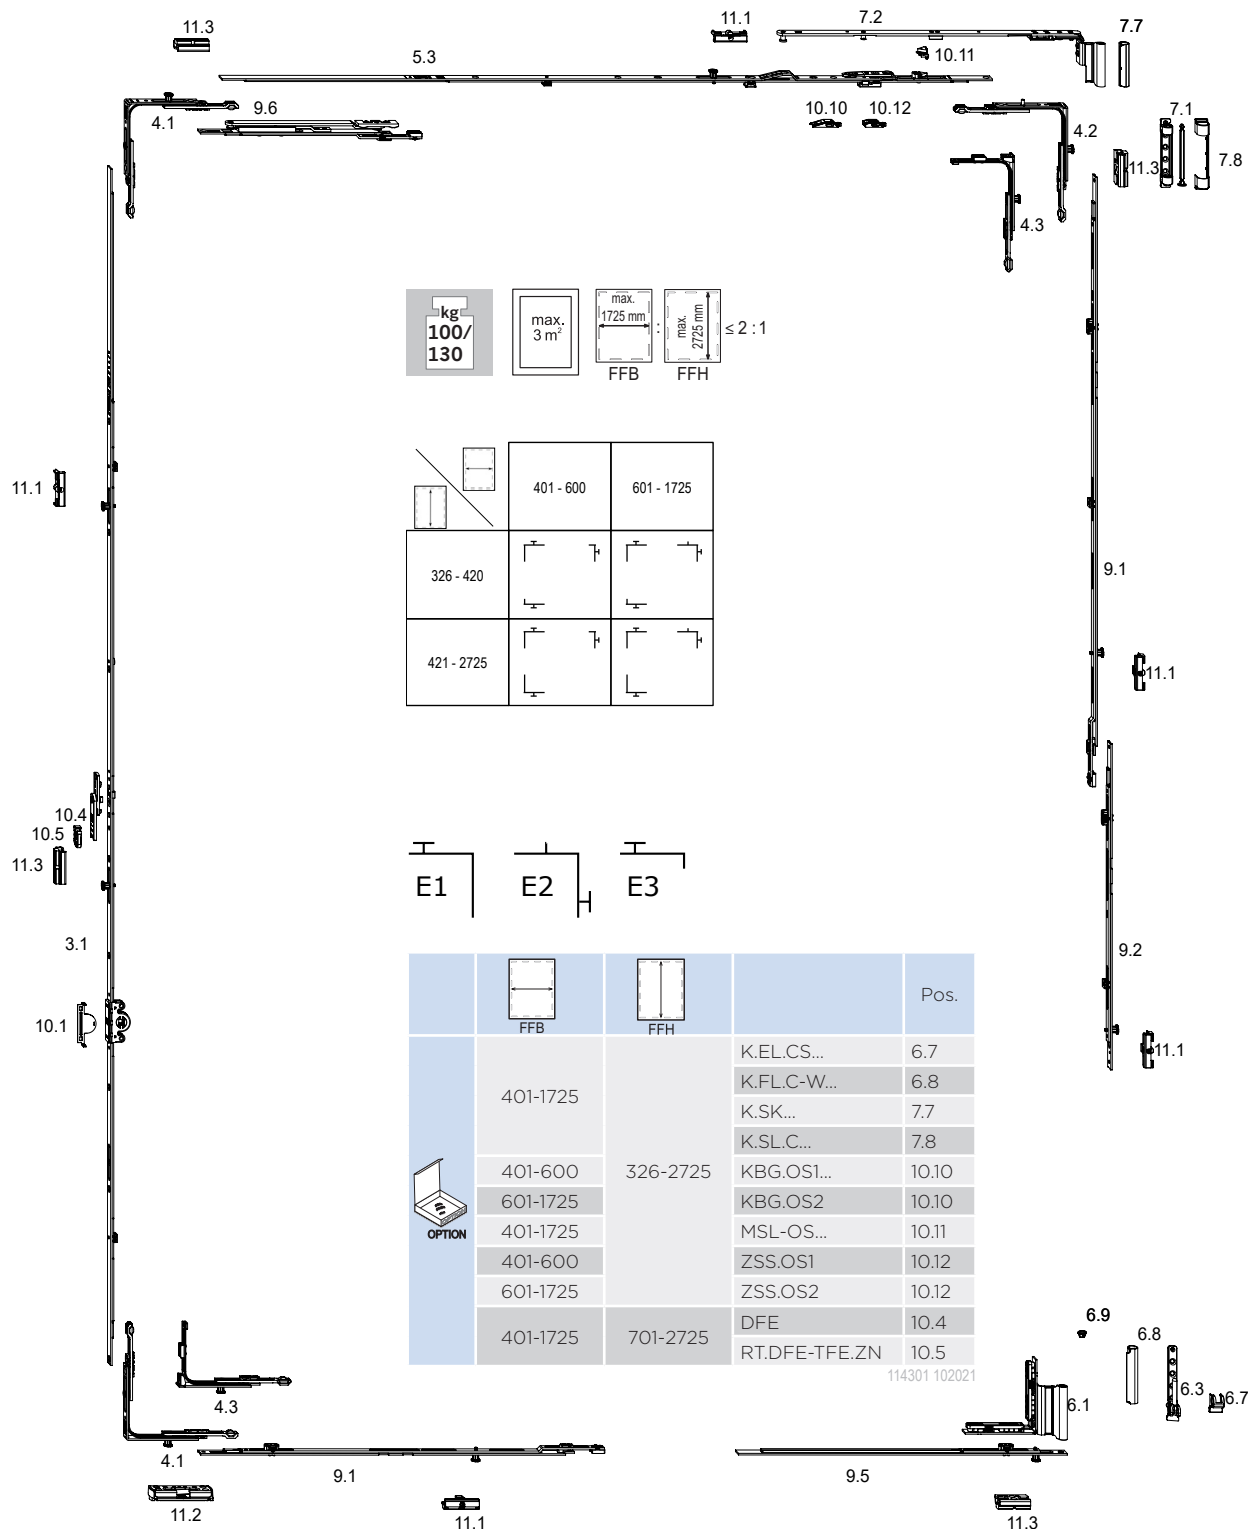 11.3
11.1
7.2
7.7
5.3
10.11
4.1
9.6
10.10
10.12
4.2
7.1
11.3
7.8
4.3
kg
100/
130
max.
3 m²
max.
1725 mm
FFB
:
max.
2725 mm
FFH
≤ 2 : 1
11.1
401 - 600
601 - 1725
326 - 420
421 - 2725
9.1
11.1
10.4
10.5
11.3
E1
E2
E3
3.1
9.2
10.1
11.1
FFB
FFH
Pos.
OPTION
401-1725
326-2725
K.EL.CS...
6.7
K.FL.C-W...
6.8
K.SK...
7.7
K.SL.C...
7.8
401-600
KBG.OS1...
10.10
601-1725
KBG.OS2
10.10
401-1725
MSL-OS...
10.11
401-600
ZSS.OS1
10.12
601-1725
ZSS.OS2
10.12
401-1725
701-2725
DFE
10.4
RT.DFE-TFE.ZN
10.5
114301 102021
6.9
6.8
6.3
6.7
6.1
4.3
4.1
9.1
9.5
11.2
11.1
11.3